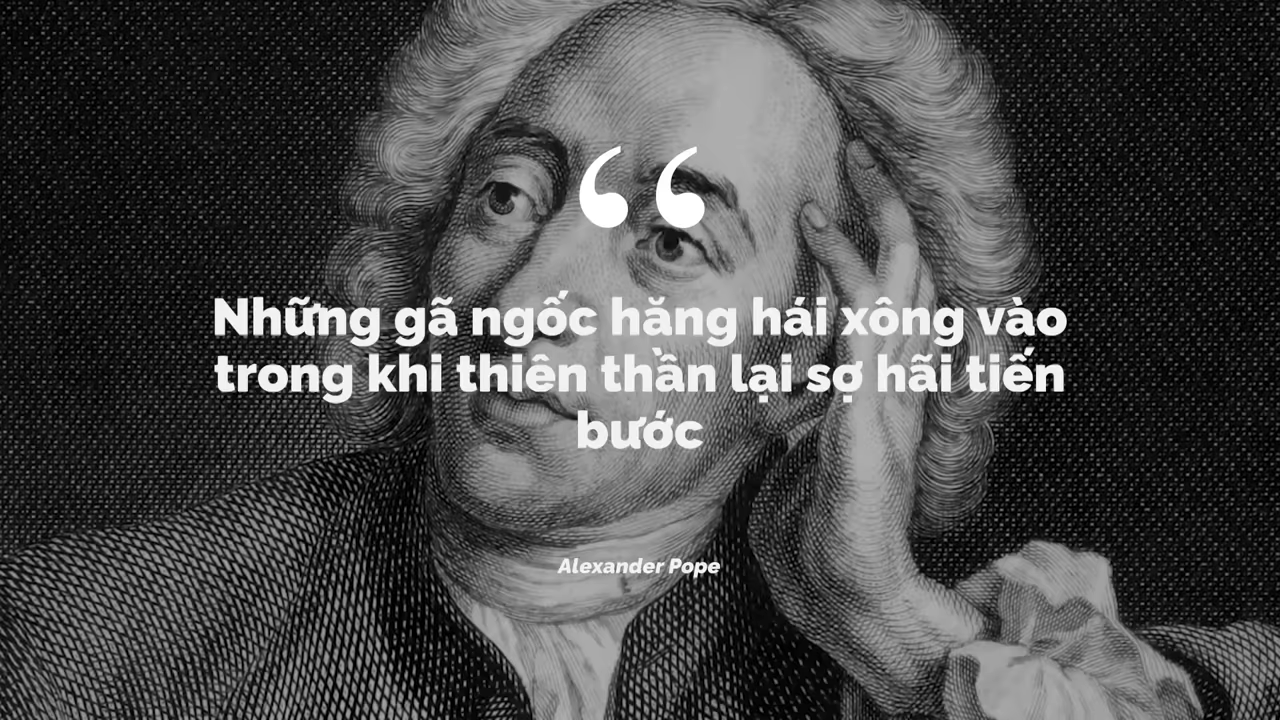 “
Những gã ngốc hăng hái xông vào
trong khi thiên thần lại sợ hãi tiến
bước
Alexander Pope